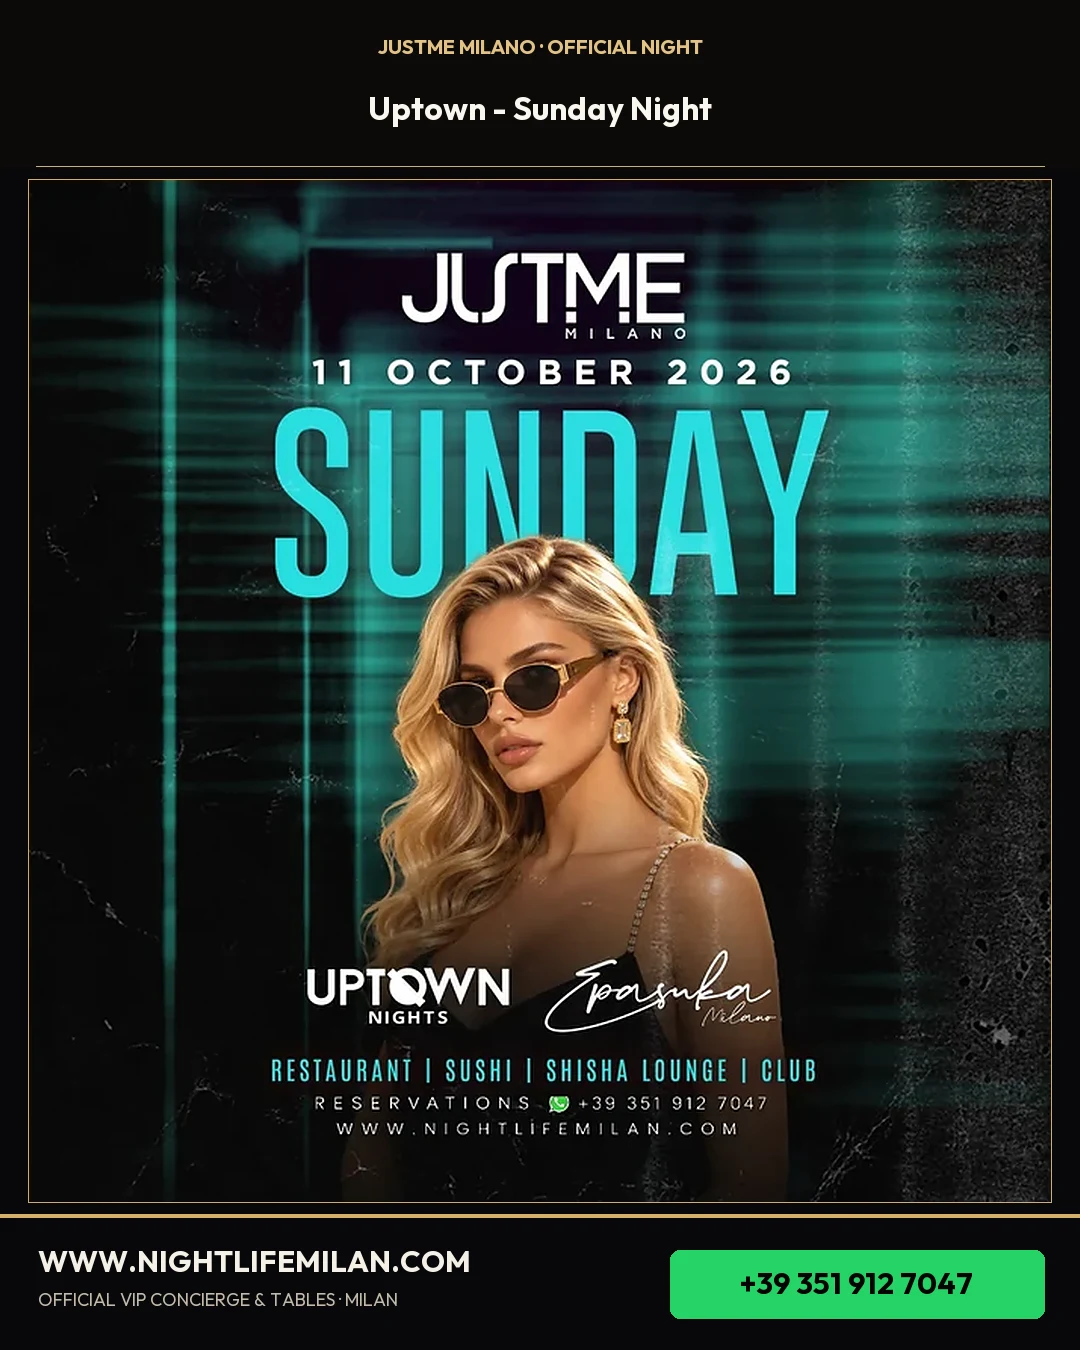 JUSTME MILANO · OFFICIAL NIGHT
Uptown - Sunday Night
JUSTME
MILANO
11 OCTOBER 2026
SUNDAY
UPTOWN
NIGHTS
Epasuka
Milano
RESTAURANT | SUSHI | SHISHA LOUNGE | CLUB
RESERVATIONS +39 351 912 7047
WWW.NIGHTLIFEMILAN.COM
WWW.NIGHTLIFEMILAN.COM
OFFICIAL VIP CONCIERGE & TABLES · MILAN
+39 351 912 7047